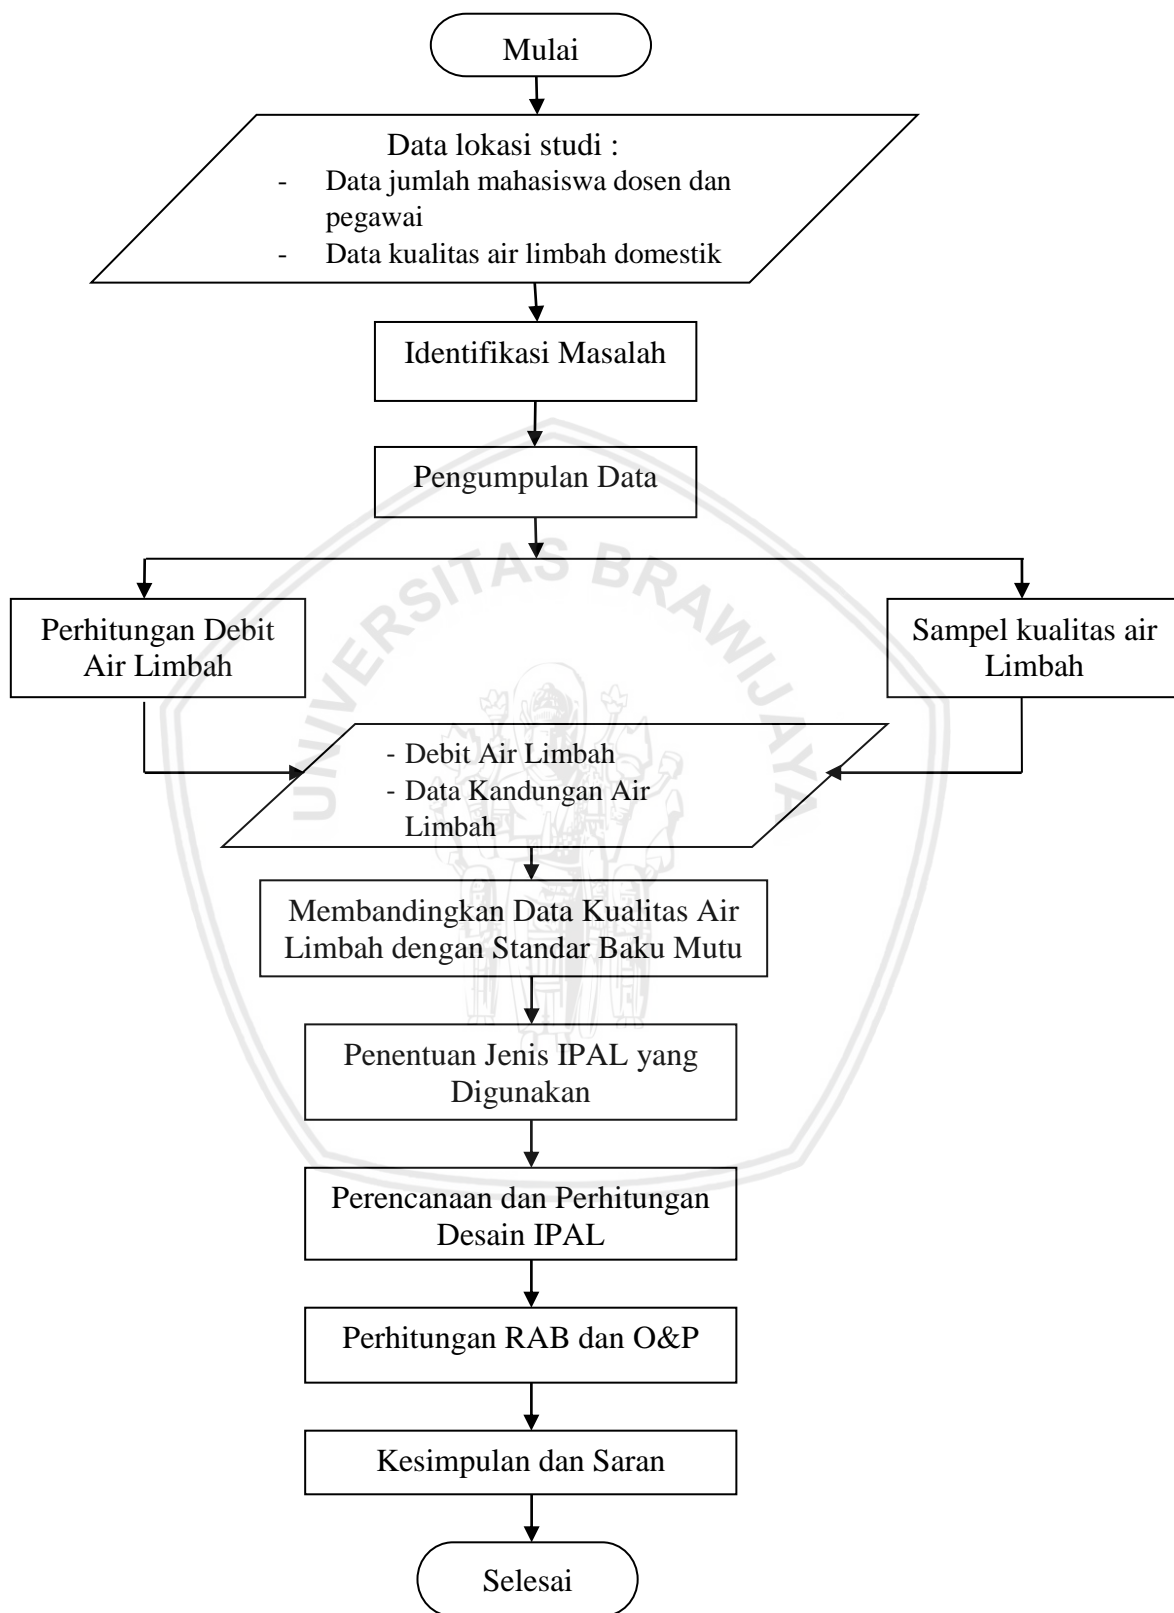 Mulai
Data lokasi studi :
- Data jumlah mahasiswa dosen dan
pegawai
- Data kualitas air limbah domestik
Identifikasi Masalah
Pengumpulan Data
UNIVERSITAS BRAWIJAYA
Perhitungan Debit
Air Limbah
Sampel kualitas air
Limbah
- Debit Air Limbah
- Data Kandungan Air
Limbah
Membandingkan Data Kualitas Air
Limbah dengan Standar Baku Mutu
Penentuan Jenis IPAL yang
Digunakan
Perencanaan dan Perhitungan
Desain IPAL
Perhitungan RAB dan O&P
Kesimpulan dan Saran
Selesai